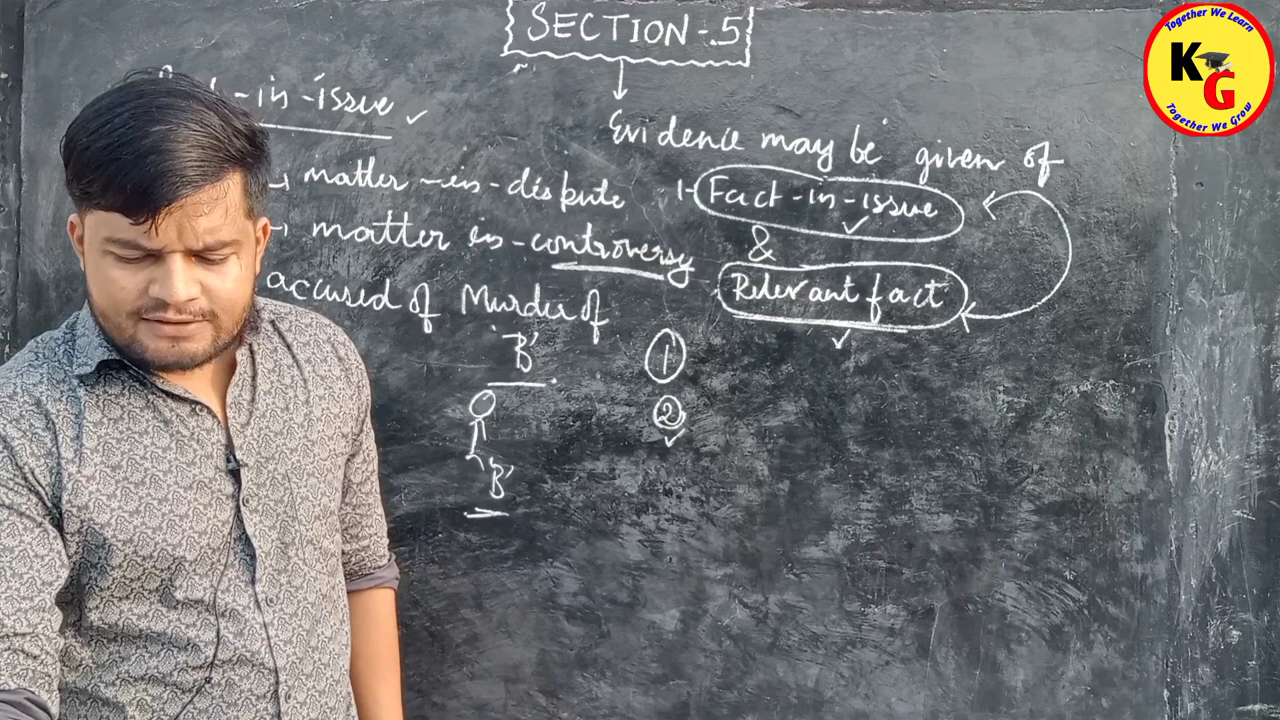 SECTION-5
-in-issue
matter-in-dispute
matter in-controversy
accused of Murder of
'B'
'B'
Evidence may be given of
1- Fact-in-issue
&
Relevant fact
1
2
Together We Learn
KG
Together We Grow